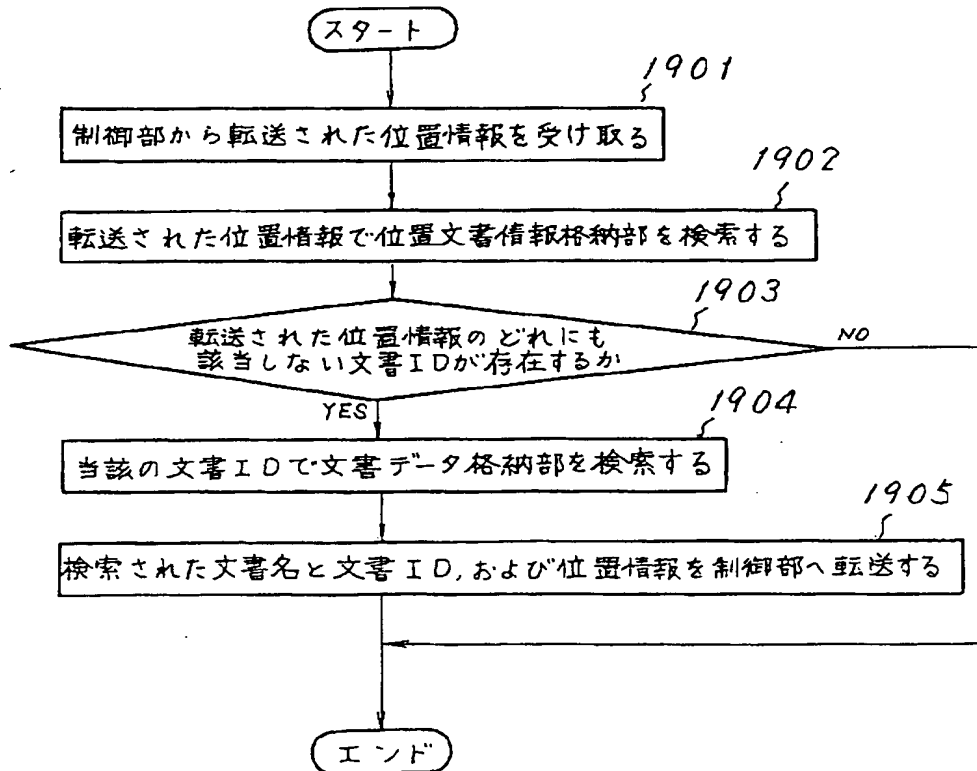 スタート
1901
制御部から転送された位置情報を受け取る
1902
転送された位置情報で位置文書情報格納部を検索する
1903
転送された位置情報のどれにも
該当しない文書IDが存在するか
NO
YES
1904
当該の文書IDで文書データ格納部を検索する
1905
検索された文書名と文書ID,および位置情報を制御部へ転送する
エンド